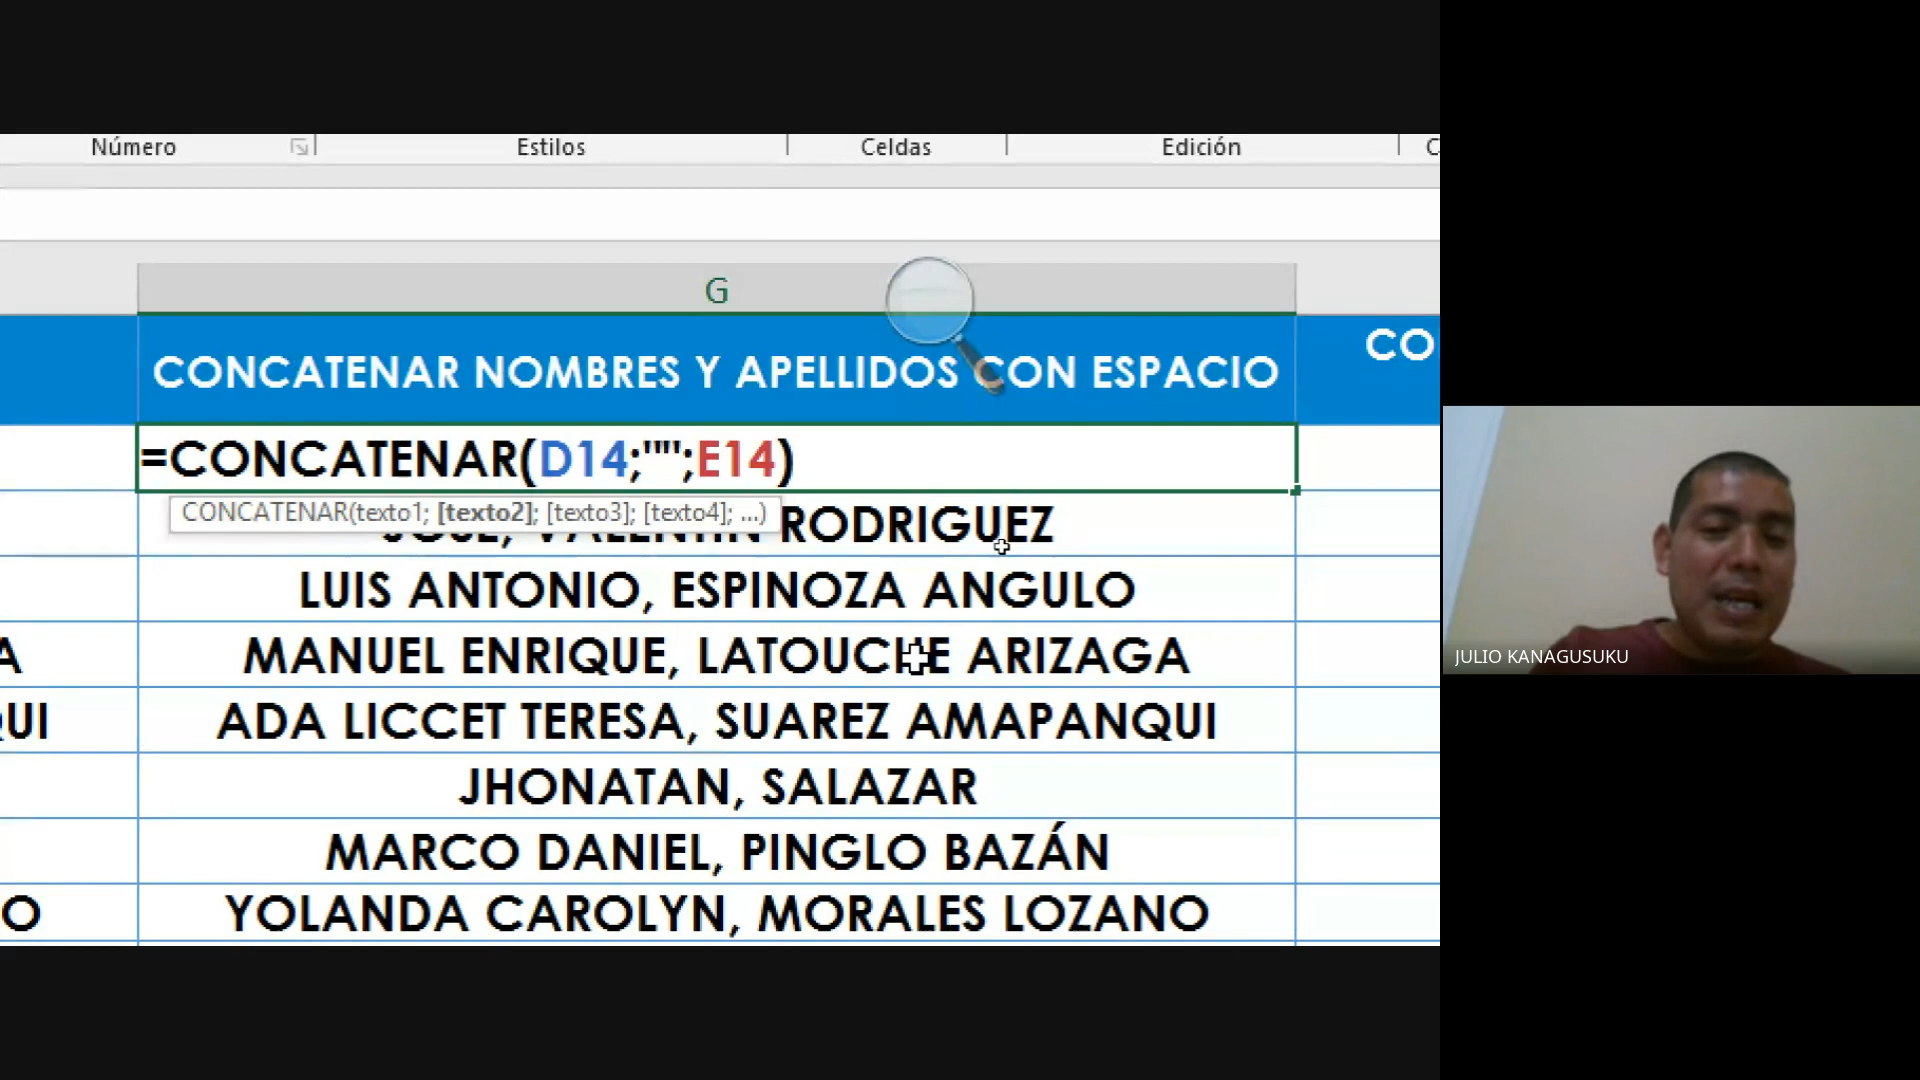 Número Estilos Celdas Edición C
G
CONCATENAR NOMBRES Y APELLIDOS CON ESPACIO CO
=CONCATENAR(D14;"";E14)
CONCATENAR(texto1; [texto2]; [texto3]; [texto4]; ...)
JOSE, VALENTIN RODRIGUEZ
LUIS ANTONIO, ESPINOZA ANGULO
A MANUEL ENRIQUE, LATOUCHE ARIZAGA
QUI ADA LICCET TERESA, SUAREZ AMAPANQUI
JHONATAN, SALAZAR
MARCO DANIEL, PINGLO BAZÁN
O YOLANDA CAROLYN, MORALES LOZANO
JULIO KANAGUSUKU